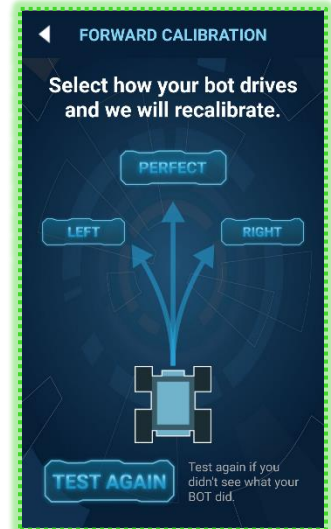 FORWARD CALIBRATION
Select how your bot drives
and we will recalibrate.
PERFECT
LEFT
RIGHT
TEST AGAIN
Test again if you
didn't see what your
BOT did.